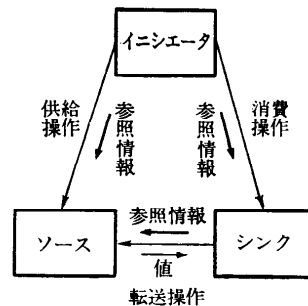 イニシエータ
供給
操作
参照情報
参照情報
消費
操作
参照情報
ソース
シンク
値
転送操作